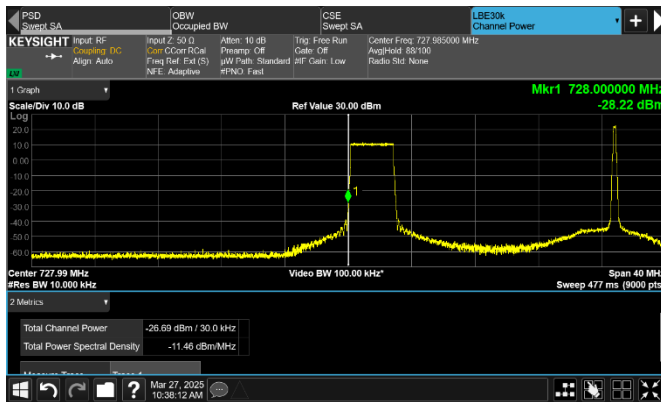 PSD
Swept SA
OBW
Occupied BW
CSE
Swept SA
LBE30k
Channel Power
KEYSIGHT
Input: RF
Coupling: DC
Align: Auto
Input Z: 50 Ω
Corr CCorr RCal
Freq Ref: Ext (S)
NFE: Adaptive
Atten: 10 dB
Preamp: Off
µW Path: Standard
#PNO: Fast
Trig: Free Run
Gate: Off
#IF Gain: Low
Center Freq: 727.985000 MHz
Avg|Hold: 88/100
Radio Std: None
1 Graph
Mkr1 728.000000 MHz
Scale/Div 10.0 dB
Ref Value 30.00 dBm
-28.22 dBm
Log
20.0
10.0
0.00
-10.0
-20.0
-30.0
-40.0
-50.0
-60.0
1
Center 727.99 MHz
Video BW 100.00 kHz*
Span 40 MHz
#Res BW 10.000 kHz
Sweep 477 ms (9000 pts)
2 Metrics
Total Channel Power
-26.69 dBm / 30.0 kHz
Total Power Spectral Density
-11.46 dBm/MHz
Mar 27, 2025
10:38:12 AM